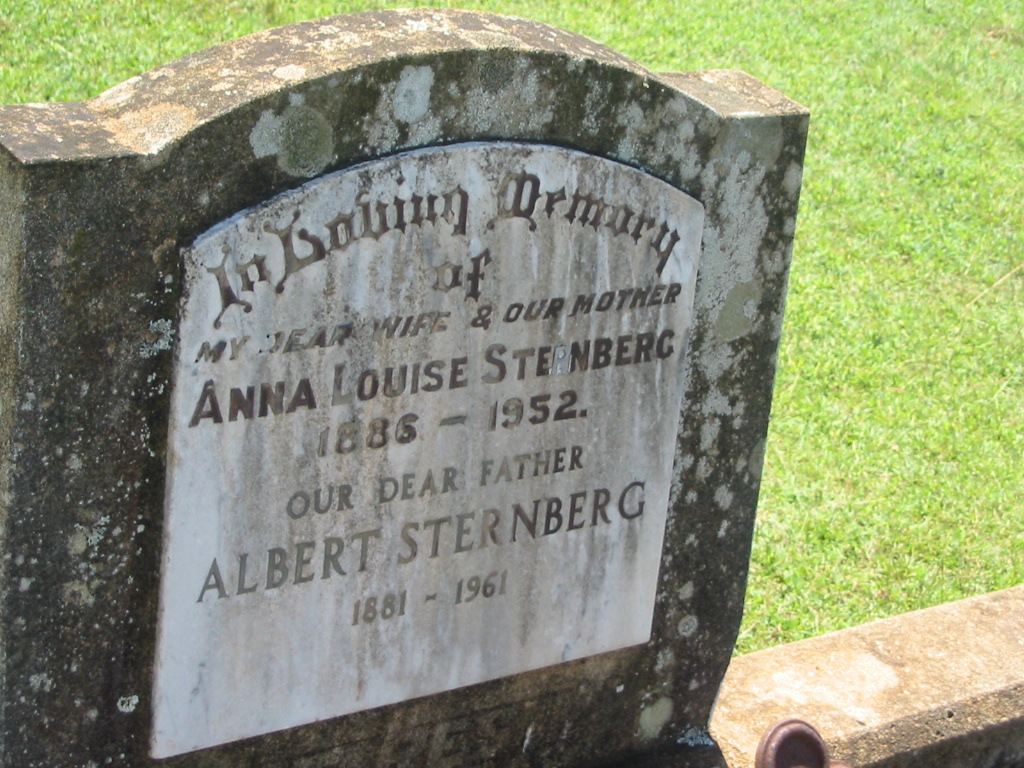 In Loving Memory
of
MY DEAR WIFE & OUR MOTHER
ANNA LOUISE STERNBERG
1886 – 1952.
OUR DEAR FATHER
ALBERT STERNBERG
1881 – 1961